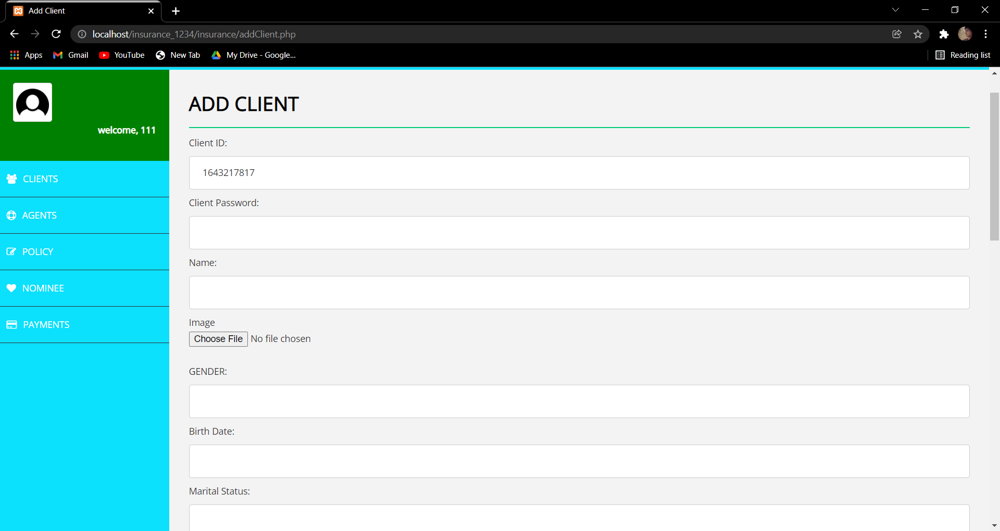 Add Client
localhost/insurance_1234/insurance/addClient.php
Apps Gmail YouTube New Tab My Drive - Google... Reading list
welcome, 111
CLIENTS
AGENTS
POLICY
NOMINEE
PAYMENTS
ADD CLIENT
Client ID:
1643217817
Client Password:
Name:
Image
Choose File No file chosen
GENDER:
Birth Date:
Marital Status: